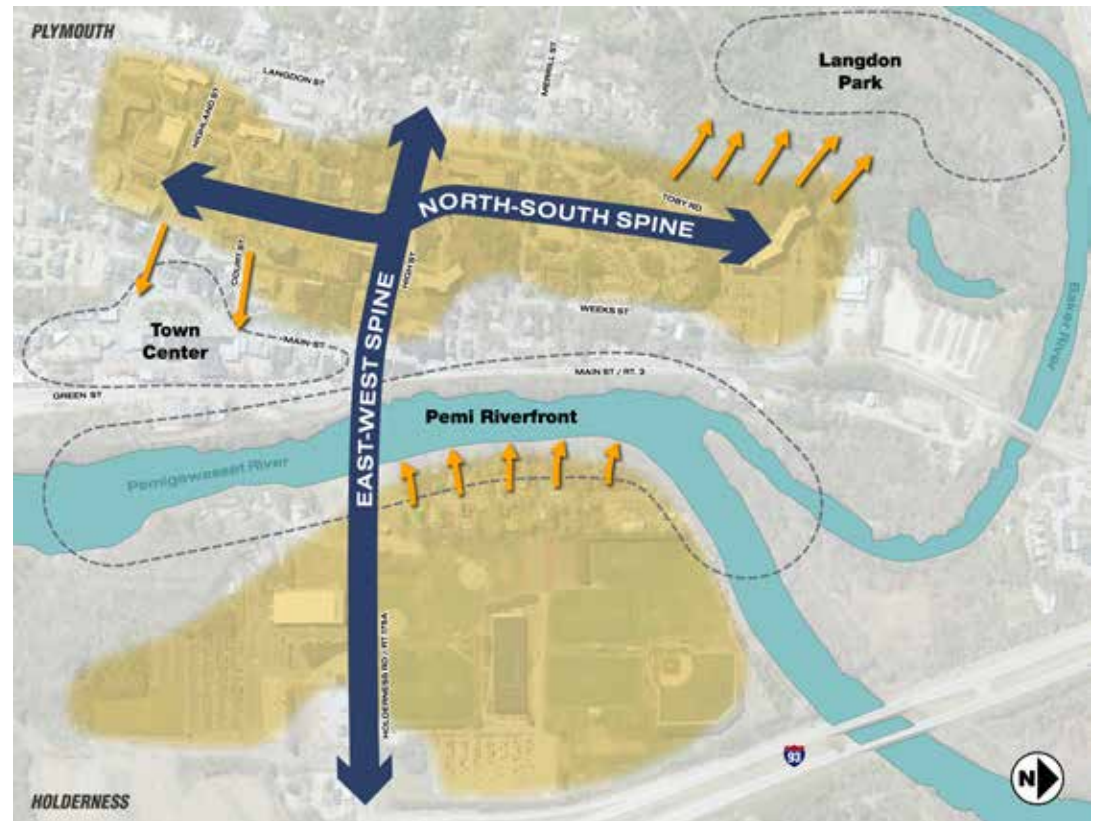 PLYMOUTH
LANGDON ST
MERRILL ST
Langdon
Park
HIGHLAND ST
NORTH-SOUTH SPINE
TOBY RD
COURT ST
HIGH ST
WEEKS ST
Town
Center
MAIN ST
EAST-WEST SPINE
GREEN ST
MAIN ST / RT. 3
Baker River
Pemi Riverfront
Pemigewasset River
HOLDERNESS RD / RT 175A
93
N
HOLDERNESS